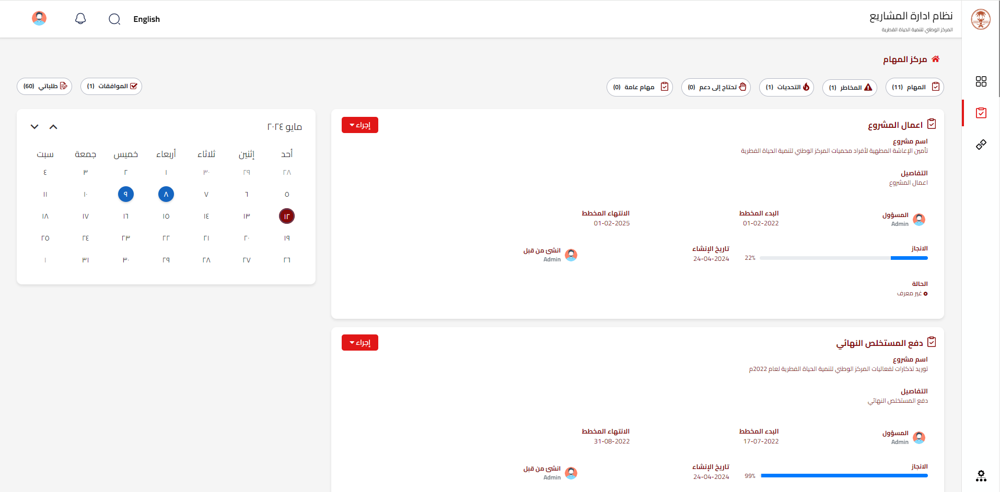 نظام ادارة المشاريع
المركز الوطني لتنمية الحياة الفطرية
English
مركز المهام
المهام (11)
المخاطر (1)
التحديات (1)
تحتاج إلى دعم (0)
مهام عامة (0)
الموافقات (1)
طلباتي (60)
اعمال المشروع
إجراء
اسم مشروع
تأمين الإعاشة المطهية لأفراد محميات المركز الوطني لتنمية الحياة الفطرية
التفاصيل
اعمال المشروع
المسؤول
Admin
البدء المخطط
01-02-2022
الانتهاء المخطط
01-02-2025
الانجاز
22%
تاريخ الإنشاء
24-04-2024
انشئ من قبل
Admin
الحالة
غير معرف
دفع المستخلص النهائي
إجراء
اسم مشروع
توريد تذكارات لفعاليات المركز الوطني لتنمية الحياة الفطرية لعام 2022م
التفاصيل
دفع المستخلص النهائي
المسؤول
Admin
البدء المخطط
17-07-2022
الانتهاء المخطط
31-08-2022
الانجاز
99%
تاريخ الإنشاء
24-04-2024
انشئ من قبل
Admin
مايو ٢٠٢٤
أحد إثنين ثلاثاء أربعاء خميس جمعة سبت
٢٨ ٢٩ ٣٠ ١ ٢ ٣ ٤
٥ ٦ ٧ ٨ ٩ ١٠ ١١
١٢ ١٣ ١٤ ١٥ ١٦ ١٧ ١٨
١٩ ٢٠ ٢١ ٢٢ ٢٣ ٢٤ ٢٥
٢٦ ٢٧ ٢٨ ٢٩ ٣٠ ٣١ ١